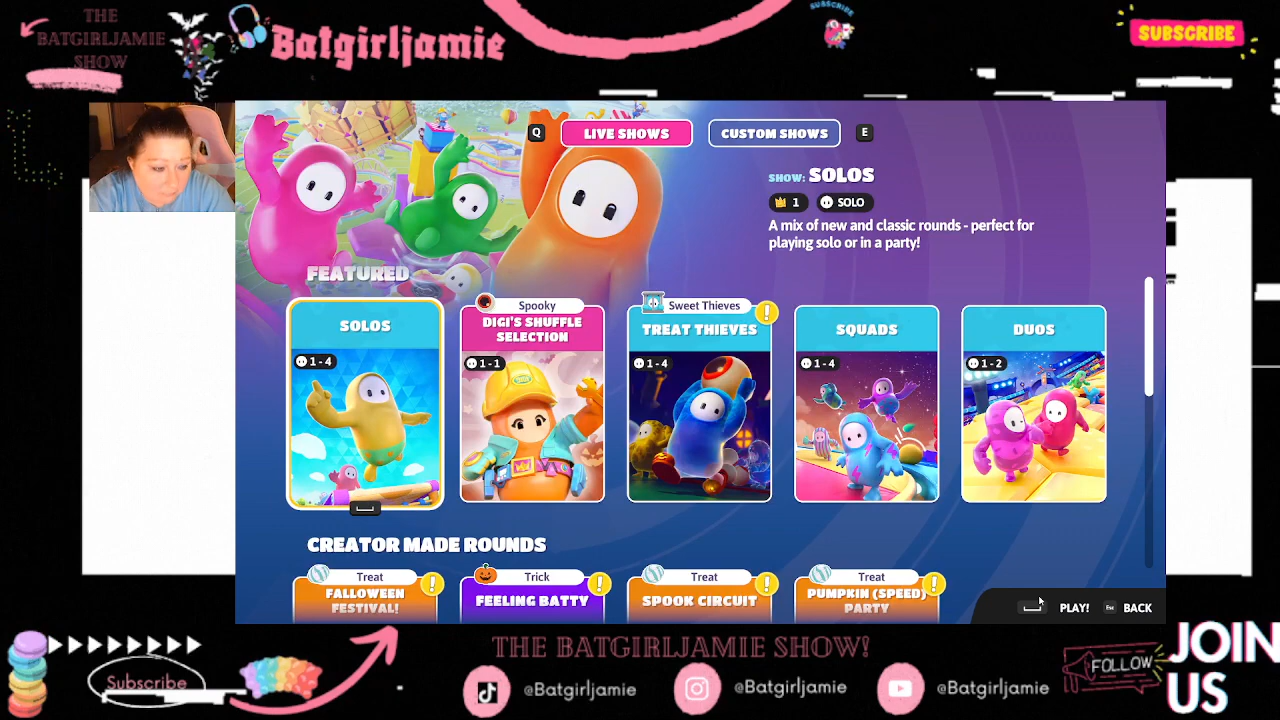 THE
BATGIRLJAMIE
SHOW
Batgirljamie
SUBSCRIBE
SUBSCRIBE
Q
LIVE SHOWS
CUSTOM SHOWS
E
SHOW: SOLOS
1
SOLO
A mix of new and classic rounds - perfect for
playing solo or in a party!
FEATURED
SOLOS
1 - 4
Spooky
DIGI'S SHUFFLE
SELECTION
1 - 1
Sweet Thieves
!
TREAT THIEVES
1 - 4
SQUADS
1 - 4
DUOS
1 - 2
CREATOR MADE ROUNDS
Treat
!
FALLOWEEN
FESTIVAL!
Trick
!
FEELING BATTY
Treat
!
SPOOK CIRCUIT
Treat
!
PUMPKIN (SPEED)
PARTY
PLAY!
Esc
BACK
Subscribe
THE BATGIRLJAMIE SHOW!
@Batgirljamie
@Batgirljamie
@Batgirljamie
FOLLOW
JOIN
US